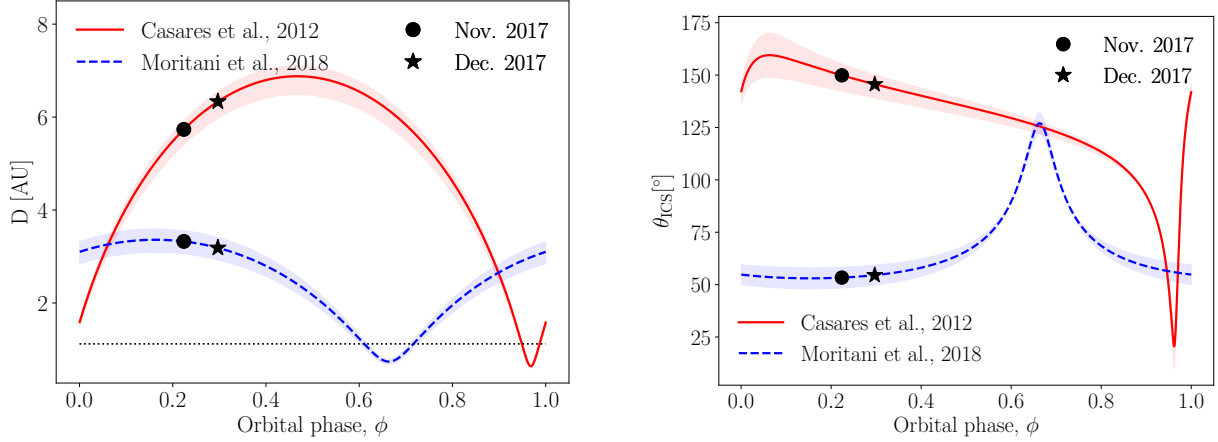 8
6
4
2
D [AU]
Casares et al., 2012
Moritani et al., 2018
Nov. 2017
Dec. 2017
0.0 0.2 0.4 0.6 0.8 1.0
Orbital phase, ϕ
175
150
125
100
75
50
25
θ_ICS[°]
Nov. 2017
Dec. 2017
Casares et al., 2012
Moritani et al., 2018
0.0 0.2 0.4 0.6 0.8 1.0
Orbital phase, ϕ